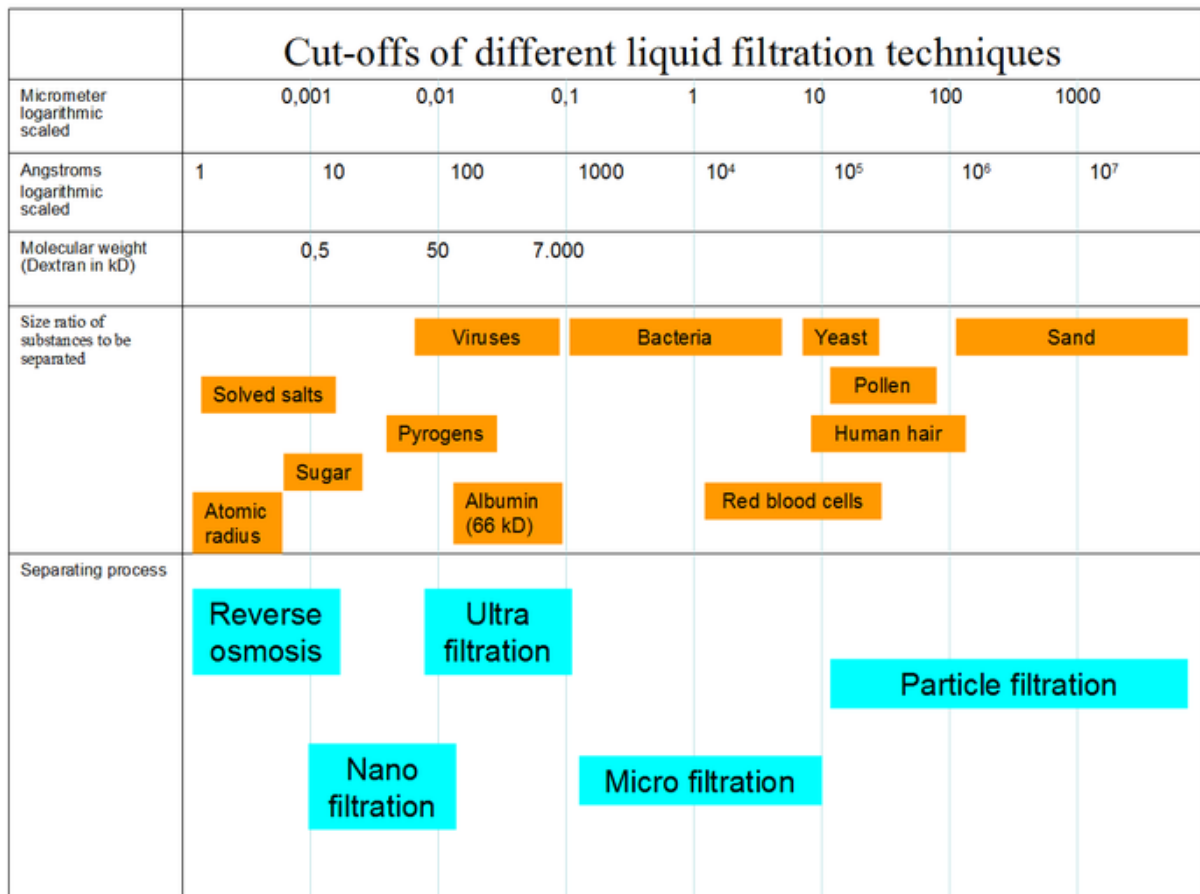 Cut-offs of different liquid filtration techniques
Micrometer
logarithmic
scaled
0,001 0,01 0,1 1 10 100 1000
Angstroms
logarithmic
scaled
1 10 100 1000 10⁴ 10⁵ 10⁶ 10⁷
Molecular weight
(Dextran in kD)
0,5 50 7.000
Size ratio of
substances to be
separated
Viruses Bacteria Yeast Sand
Solved salts Pollen
Pyrogens Human hair
Sugar
Atomic
radius
Albumin
(66 kD)
Red blood cells
Separating process
Reverse
osmosis
Ultra
filtration
Particle filtration
Nano
filtration
Micro filtration